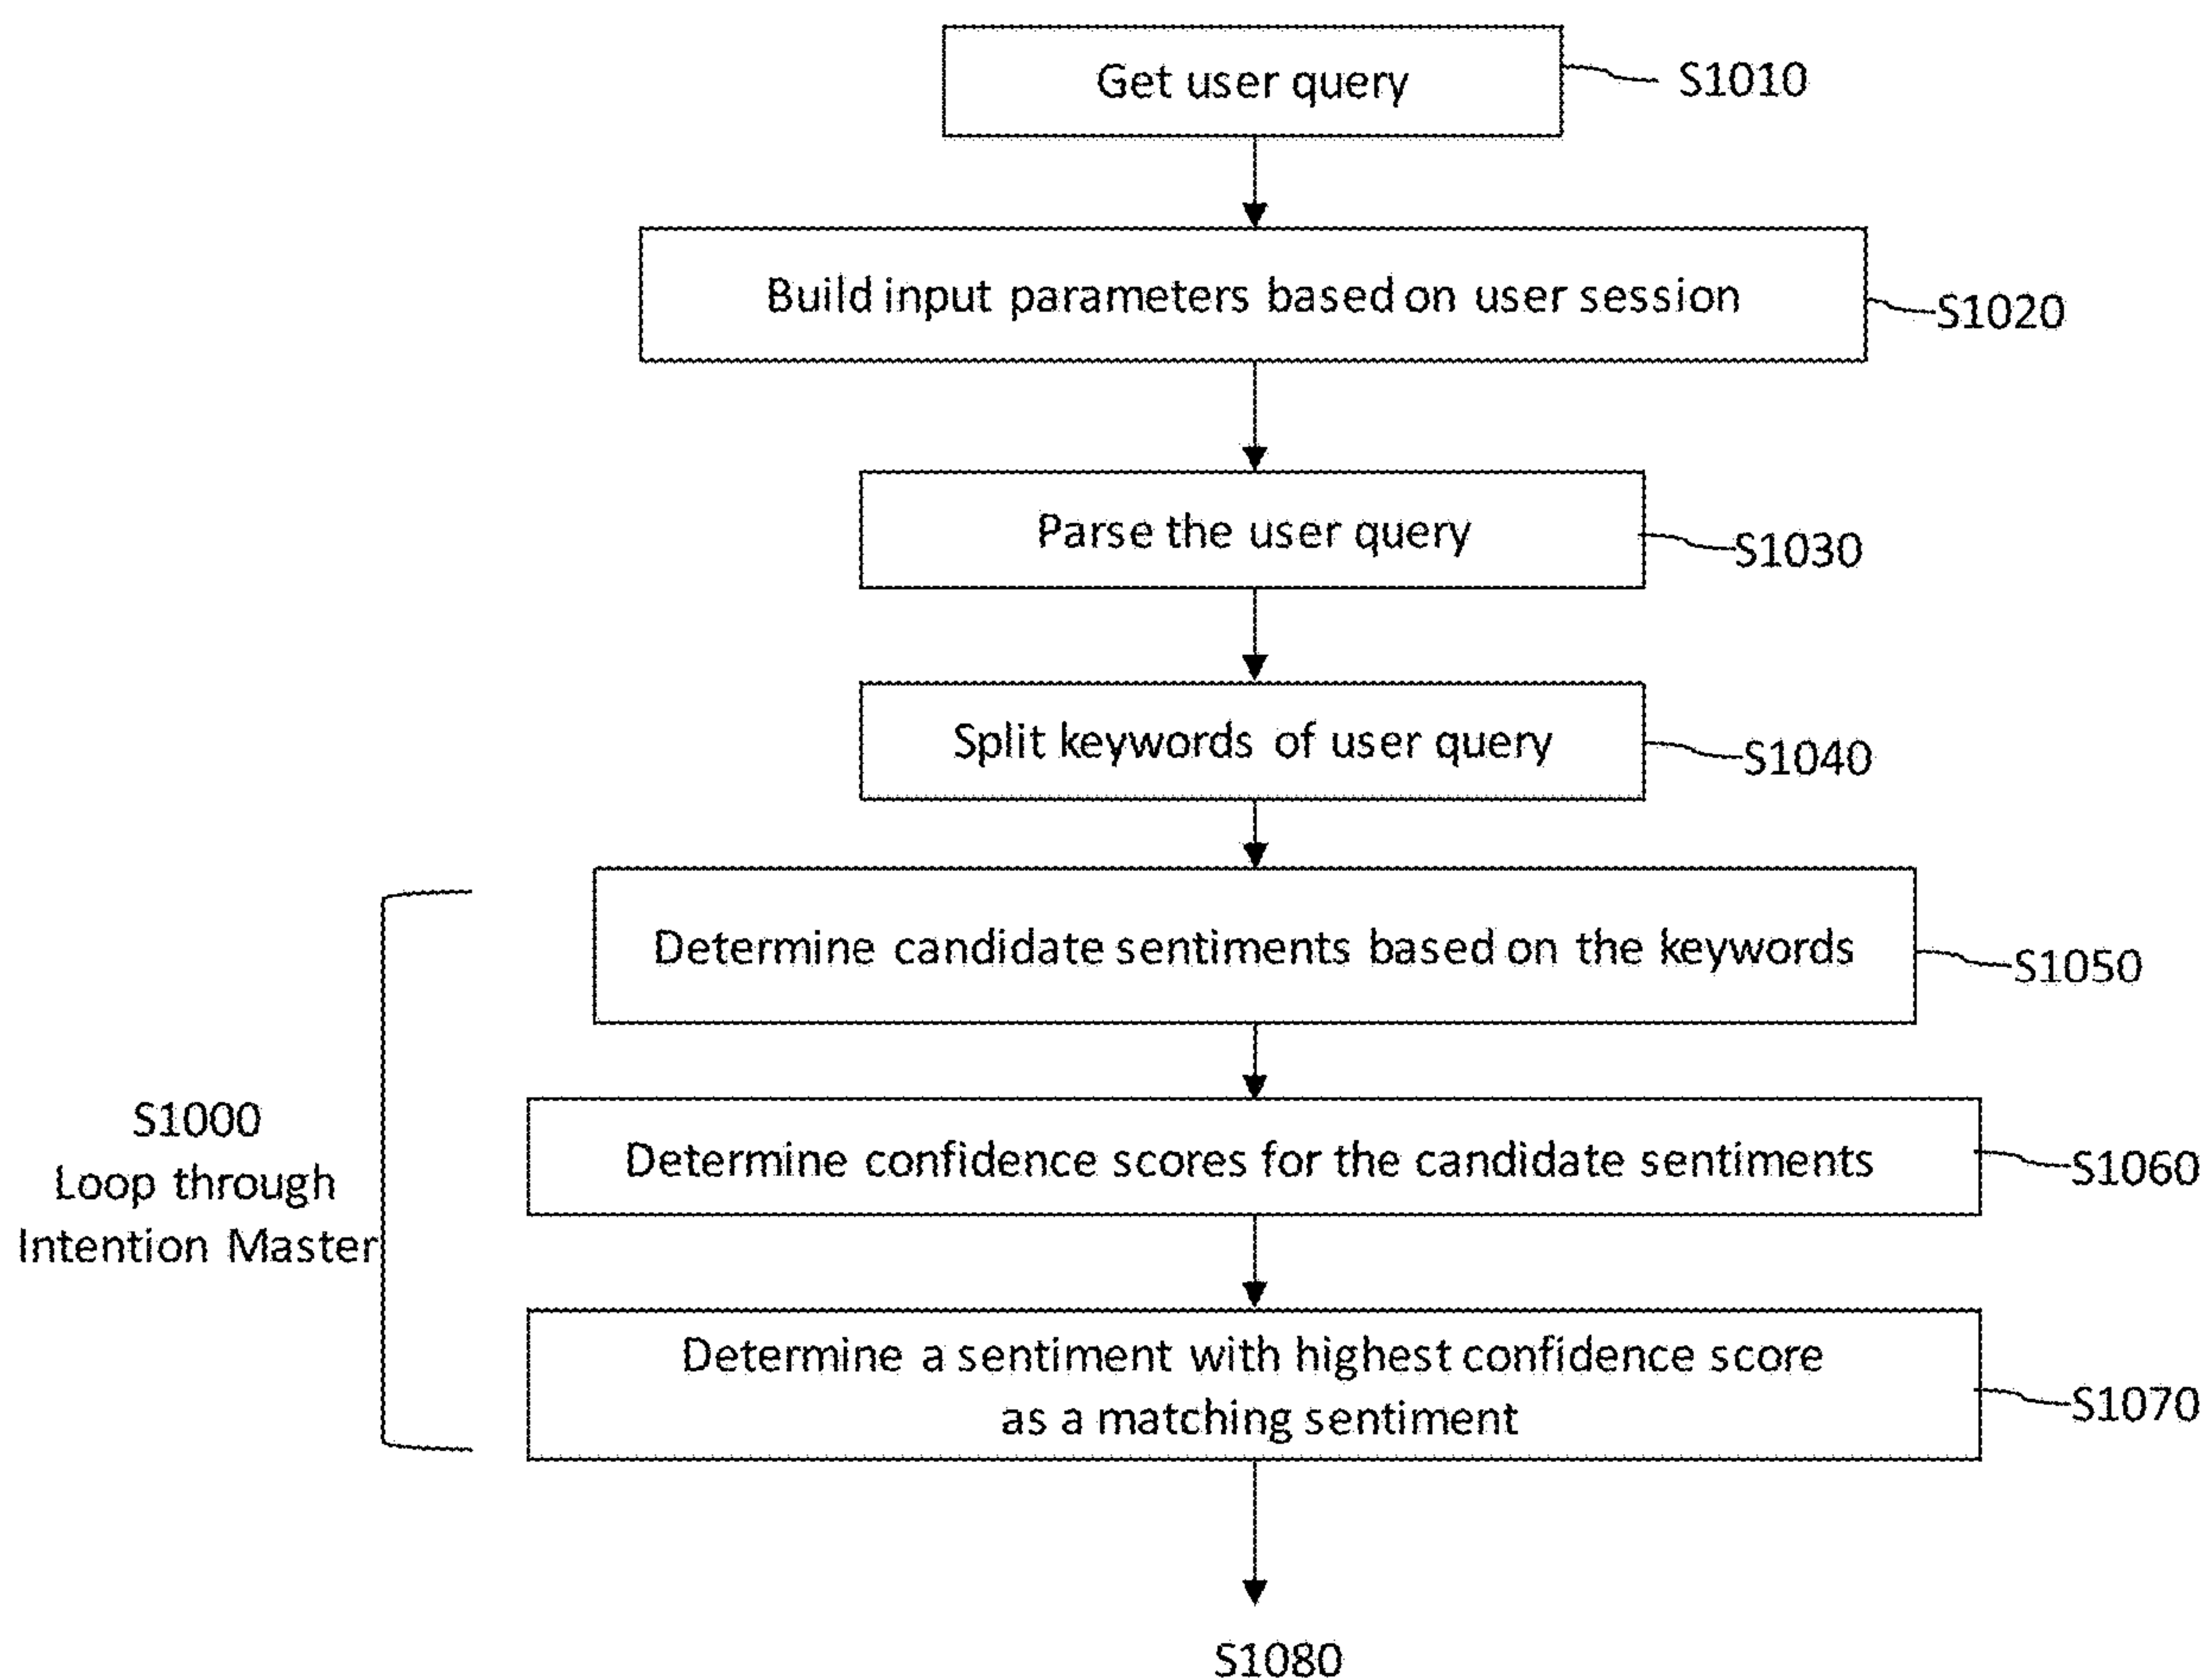 Get user query
S1010
Build input parameters based on user session
S1020
Parse the user query
S1030
Split keywords of user query
S1040
Determine candidate sentiments based on the keywords
S1050
S1000
Loop through
Intention Master
Determine confidence scores for the candidate sentiments
S1060
Determine a sentiment with highest confidence score
as a matching sentiment
S1070
S1080